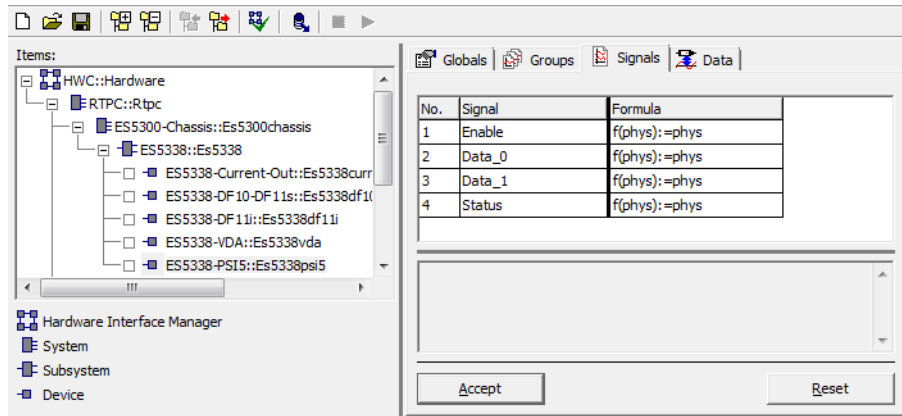 Items:
HWC::Hardware
RTPC::Rtpc
ES5300-Chassis::Es5300chassis
ES5338::Es5338
ES5338-Current-Out::Es5338curr
ES5338-DF10-DF11s::Es5338df1
ES5338-DF11i::Es5338df11i
ES5338-VDA::Es5338vda
ES5338-PSI5::Es5338psi5
Hardware Interface Manager
System
Subsystem
Device
Globals Groups Signals Data
No. Signal Formula
1 Enable f(phys):=phys
2 Data_0 f(phys):=phys
3 Data_1 f(phys):=phys
4 Status f(phys):=phys
Accept Reset